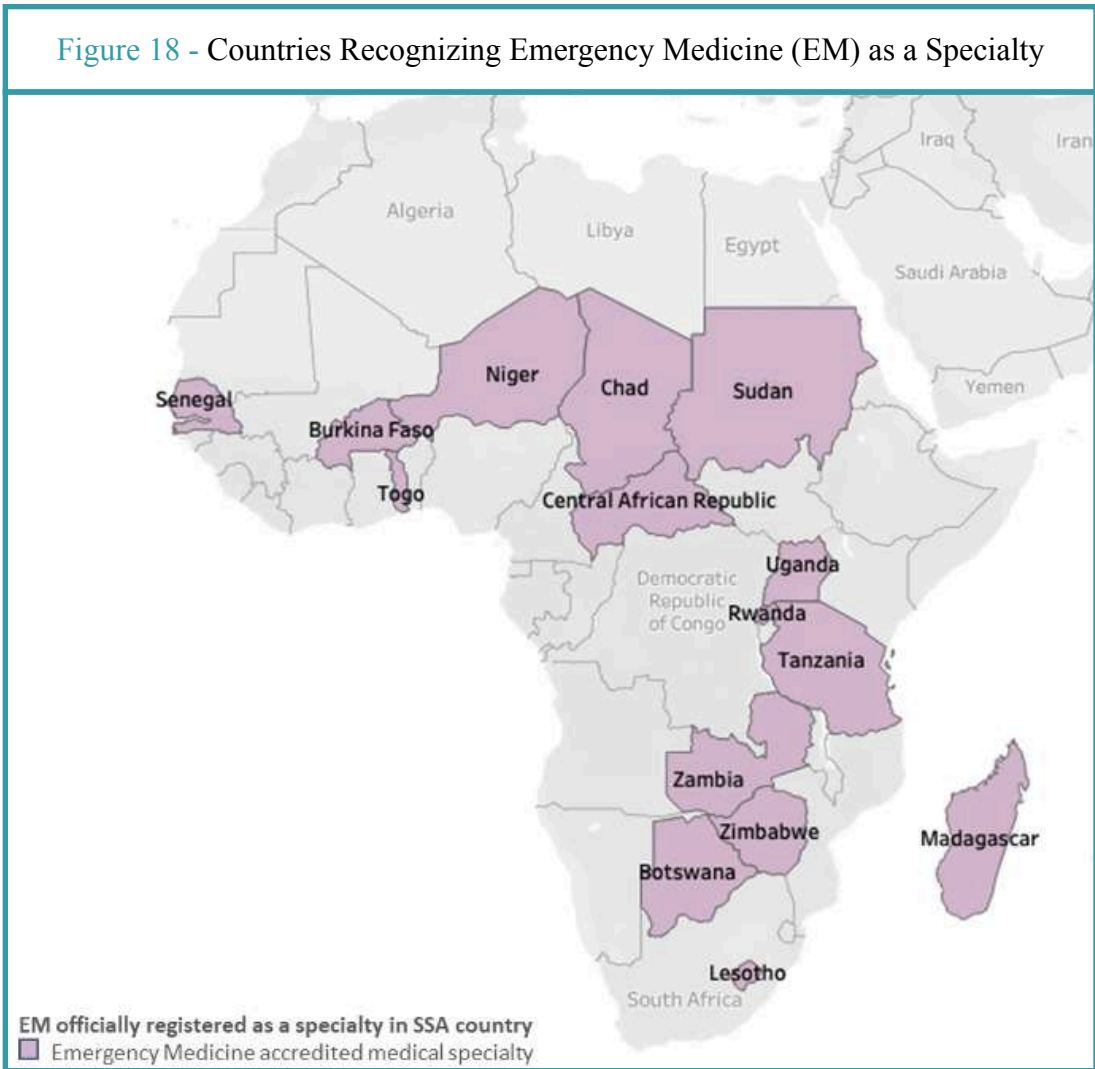 Figure 18 - Countries Recognizing Emergency Medicine (EM) as a Specialty
Iraq
Iran
Algeria
Libya
Egypt
Saudi Arabia
Niger
Chad
Sudan
Yemen
Senegal
Burkina Faso
Togo
Central African Republic
Uganda
Democratic
Republic
of Congo
Rwanda
Tanzania
Zambia
Zimbabwe
Madagascar
Botswana
Lesotho
South Africa
EM officially registered as a specialty in SSA country
Emergency Medicine accredited medical specialty